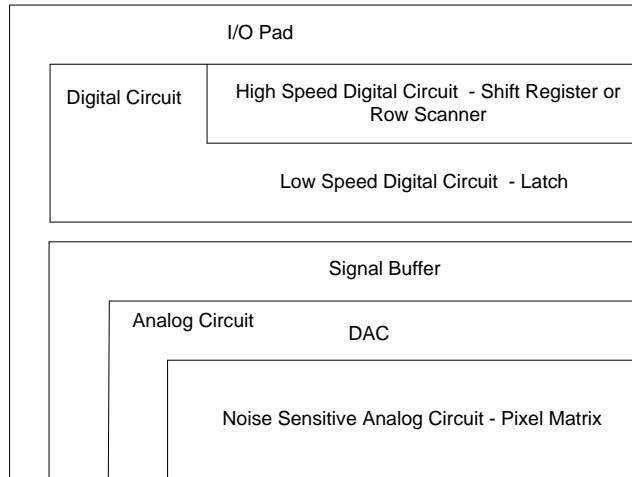 I/O Pad
Digital Circuit
High Speed Digital Circuit - Shift Register or
Row Scanner
Low Speed Digital Circuit - Latch
Signal Buffer
Analog Circuit
DAC
Noise Sensitive Analog Circuit - Pixel Matrix